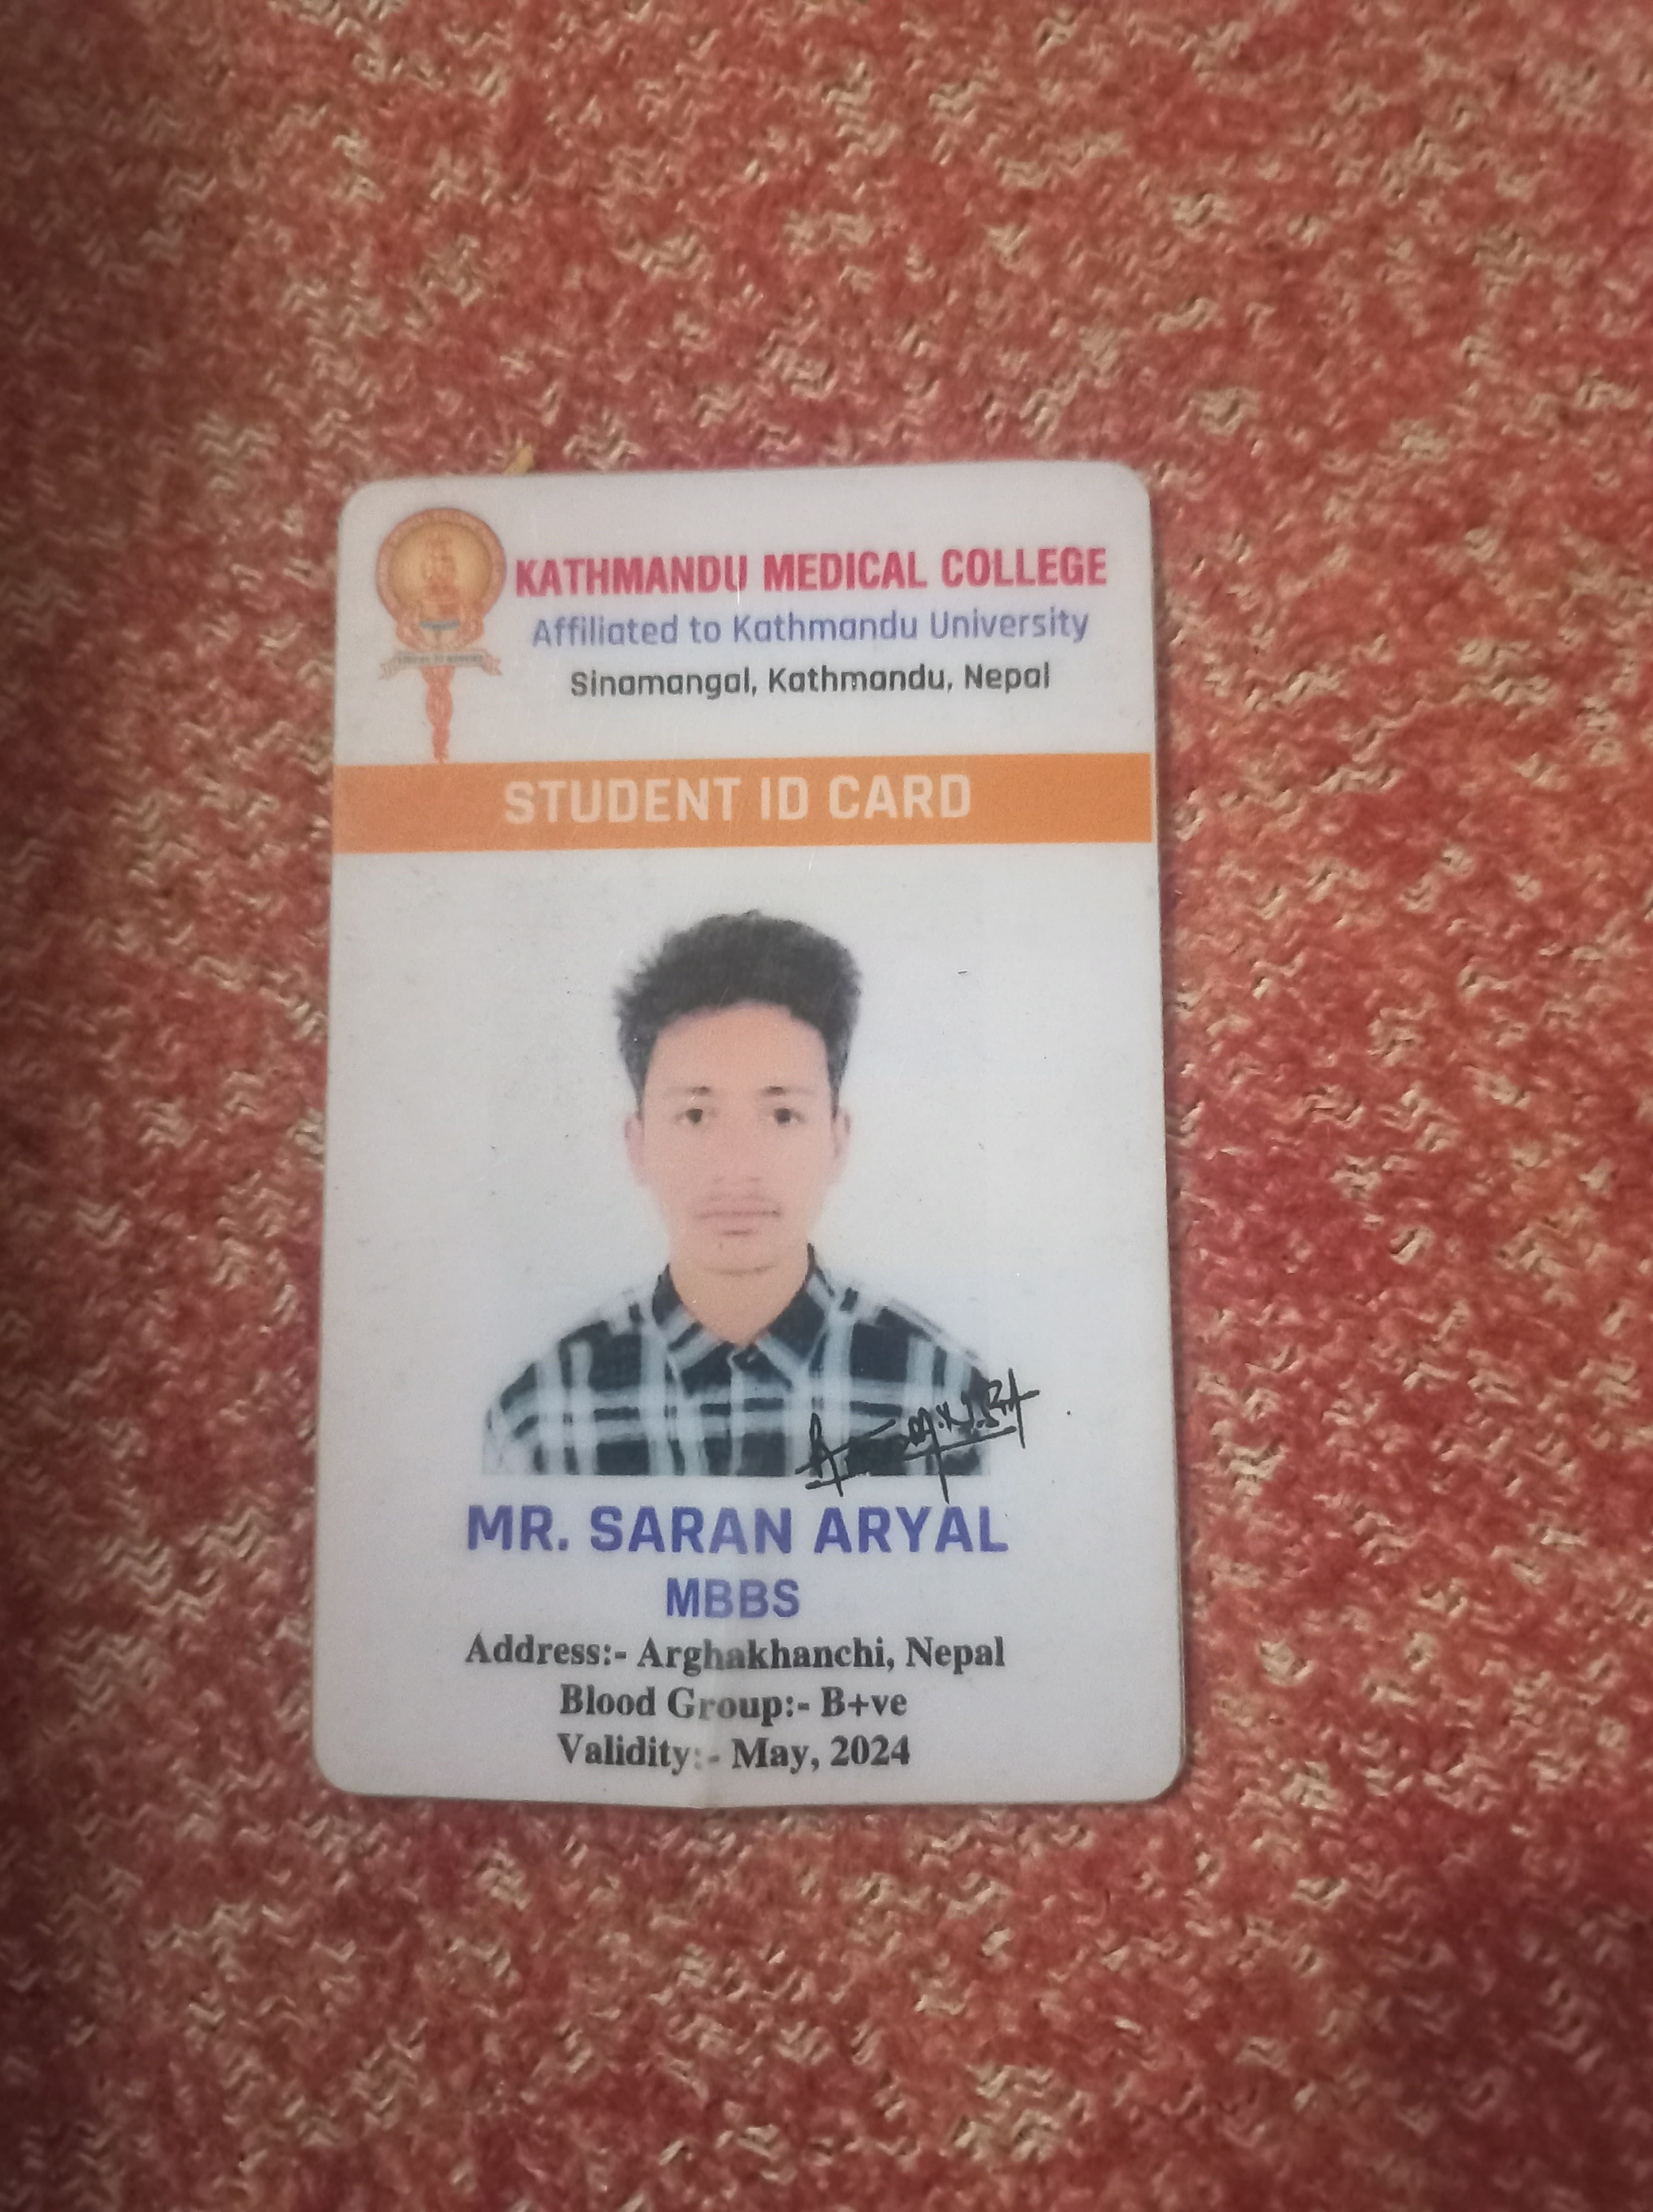 KATHMANDU MEDICAL COLLEGE
Affiliated to Kathmandu University
Sinamangal, Kathmandu, Nepal
STUDENT ID CARD
MR. SARAN ARYAL
MBBS
Address:- Arghakhanchi, Nepal
Blood Group:- B+ve
Validity:- May, 2024